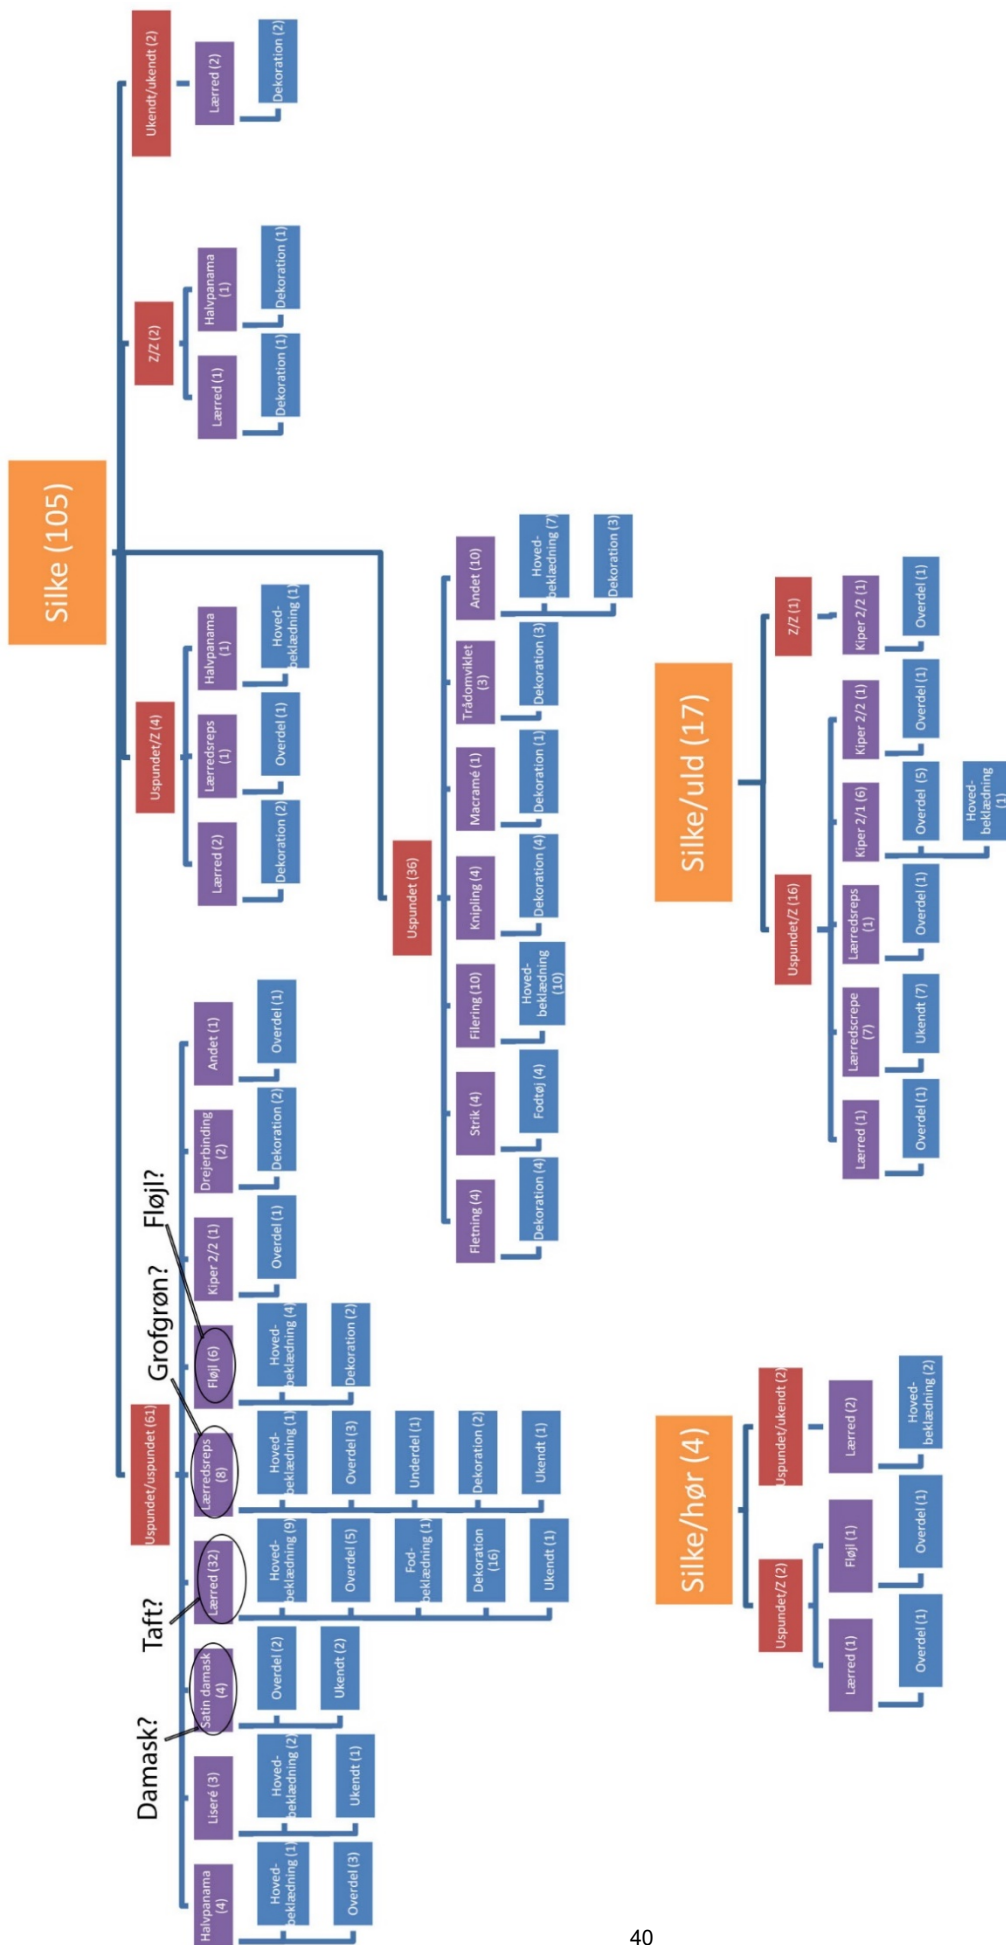 Silke (105)
Uspundet/uspundet (61)
Damask?
Taft?
Grofgrøn?
Fløjl?
Halvpanama
(4)
Hoved-
beklædning (1)
Overdel (3)
Liseré (3)
Hoved-
beklædning (2)
Ukendt (1)
Satin damask
(4)
Overdel (2)
Ukendt (2)
Lærred (32)
Hoved-
beklædning (9)
Overdel (5)
Fod-
beklædning (1)
Dekoration
(16)
Ukendt (1)
Lærredsreps
(8)
Hoved-
beklædning (1)
Overdel (3)
Underdel (1)
Dekoration (2)
Ukendt (1)
Fløjl (6)
Hoved-
beklædning (4)
Dekoration (2)
Kiper 2/2 (1)
Overdel (1)
Drejerbinding
(2)
Dekoration (2)
Andet (1)
Overdel (1)
Uspundet/Z (4)
Lærred (2)
Dekoration (2)
Lærredsreps
(1)
Overdel (1)
Halvpanama
(1)
Hoved-
beklædning (1)
Z/Z (2)
Lærred (1)
Dekoration (1)
Halvpanama
(1)
Dekoration (1)
Ukendt/ukendt (2)
Lærred (2)
Dekoration (2)
Uspundet (36)
Fletning (4)
Dekoration (4)
Strik (4)
Fodtøj (4)
Filering (10)
Hoved-
beklædning
(10)
Knipling (4)
Dekoration (4)
Macramé (1)
Dekoration (1)
Trådomviklet
(3)
Dekoration (3)
Andet (10)
Hoved-
beklædning (7)
Dekoration (3)
Silke/hør (4)
Uspundet/Z (2)
Lærred (1)
Overdel (1)
Fløjl (1)
Overdel (1)
Uspundet/ukendt (2)
Lærred (2)
Hoved-
beklædning (2)
Silke/uld (17)
Uspundet/Z (16)
Lærred (1)
Overdel (1)
Lærredscrepe
(7)
Ukendt (7)
Lærredsreps
(1)
Overdel (1)
Kiper 2/1 (6)
Overdel (5)
Hoved-
beklædning
(1)
Kiper 2/2 (1)
Overdel (1)
Z/Z (1)
Kiper 2/2 (1)
Overdel (1)
40